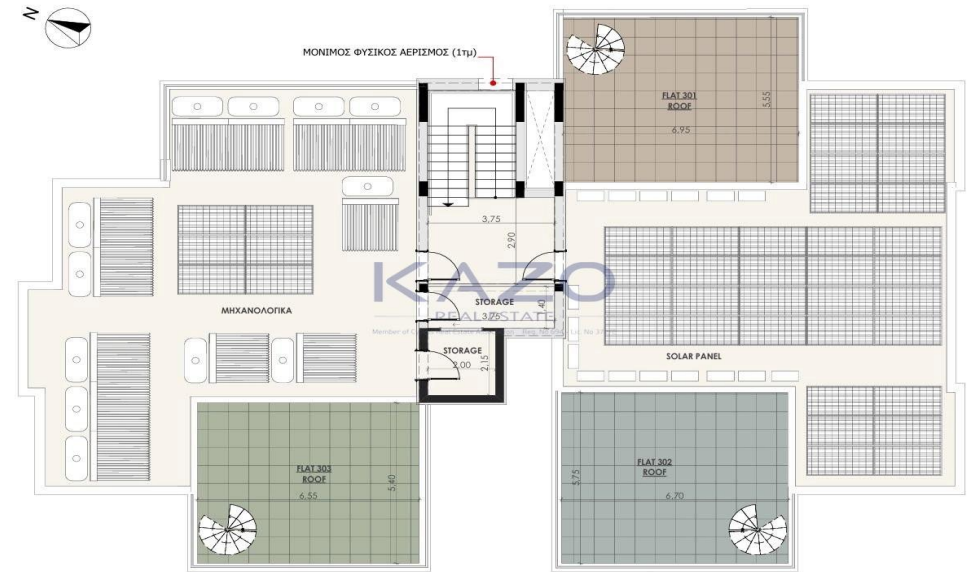 N
ΜΟΝΙΜΟΣ ΦΥΣΙΚΟΣ ΑΕΡΙΣΜΟΣ (1τμ)
FLAT 301
ROOF
5,55
6,95
3,75
2,90
KAZO
REAL ESTATE
STORAGE
3,75
1,40
ΜΗΧΑΝΟΛΟΓΙΚΑ
STORAGE
2,00
2,15
SOLAR PANEL
FLAT 303
ROOF
6,55
5,40
FLAT 302
ROOF
5,75
6,70